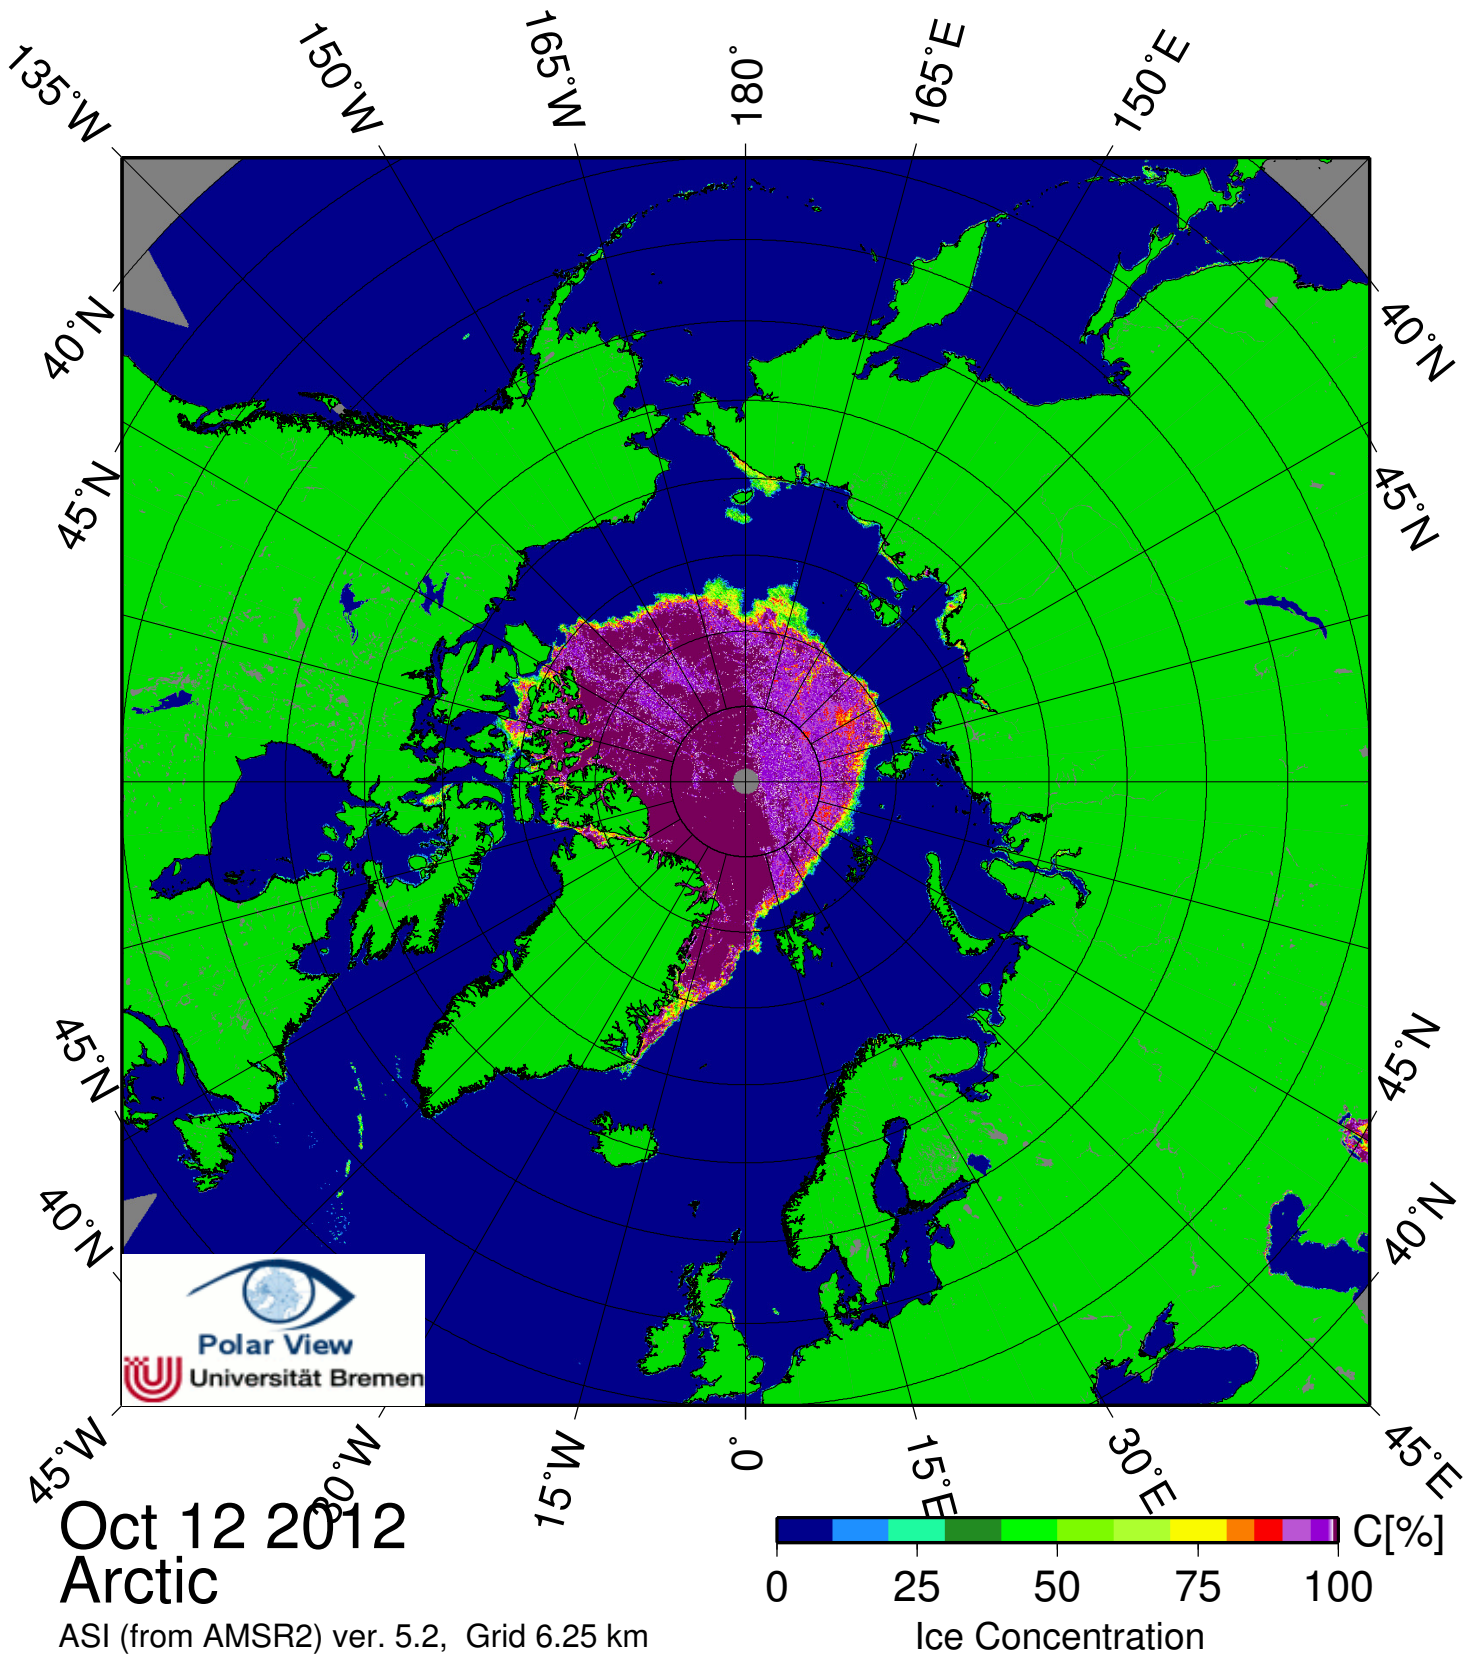 135°W
150°W
165°W
180°
165°E
150°E
40°N
45°N
40°N
45°N
45°N
40°N
45°N
40°N
Polar View
Universität Bremen
45°W
30°W
15°W
0°
15°E
30°E
45°E
Oct 12 2012
Arctic
ASI (from AMSR2) ver. 5.2, Grid 6.25 km
C[%]
0 25 50 75 100
Ice Concentration